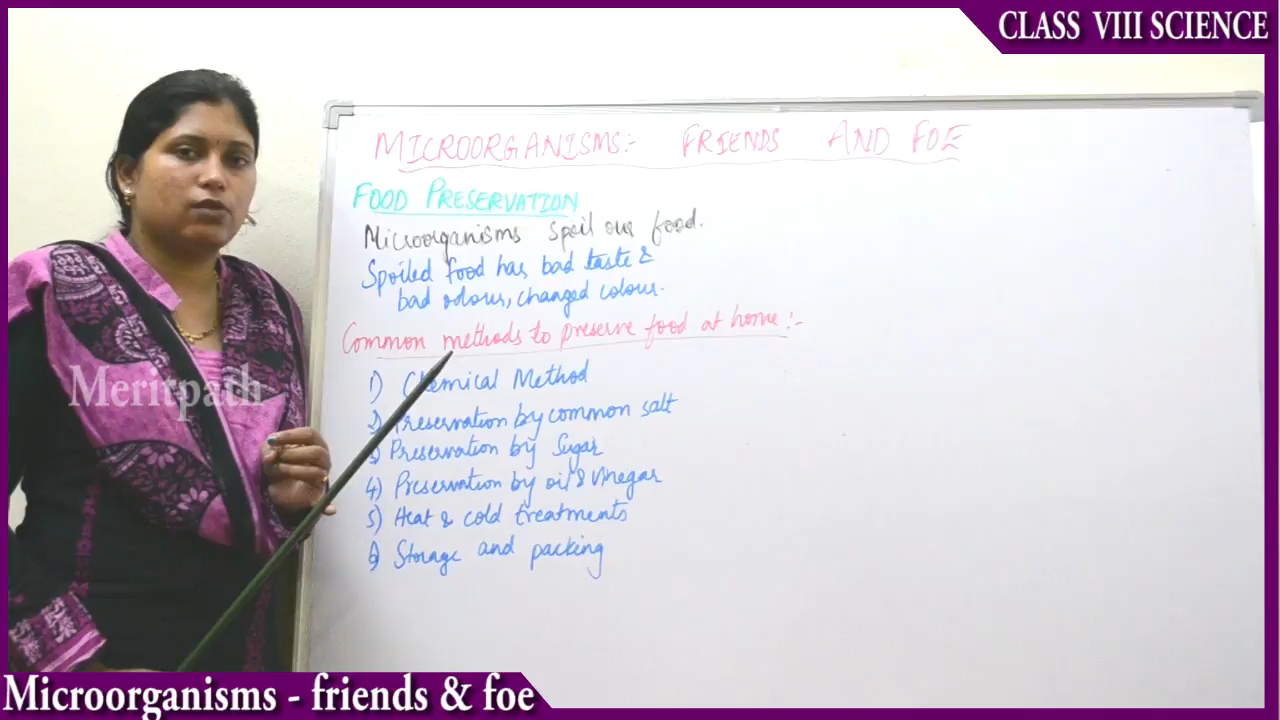 CLASS VIII SCIENCE
MICROORGANISMS:- FRIENDS AND FOE
FOOD PRESERVATION
Microorganisms spoil our food.
Spoiled food has bad taste &
bad odour, changed colour.
Common methods to preserve food at home:-
1) Chemical Method
2) Preservation by common salt
3) Preservation by Sugar
4) Preservation by oil & Vinegar
5) Heat & cold treatments
6) Storage and packing
Meritpath
Microorganisms - friends & foe